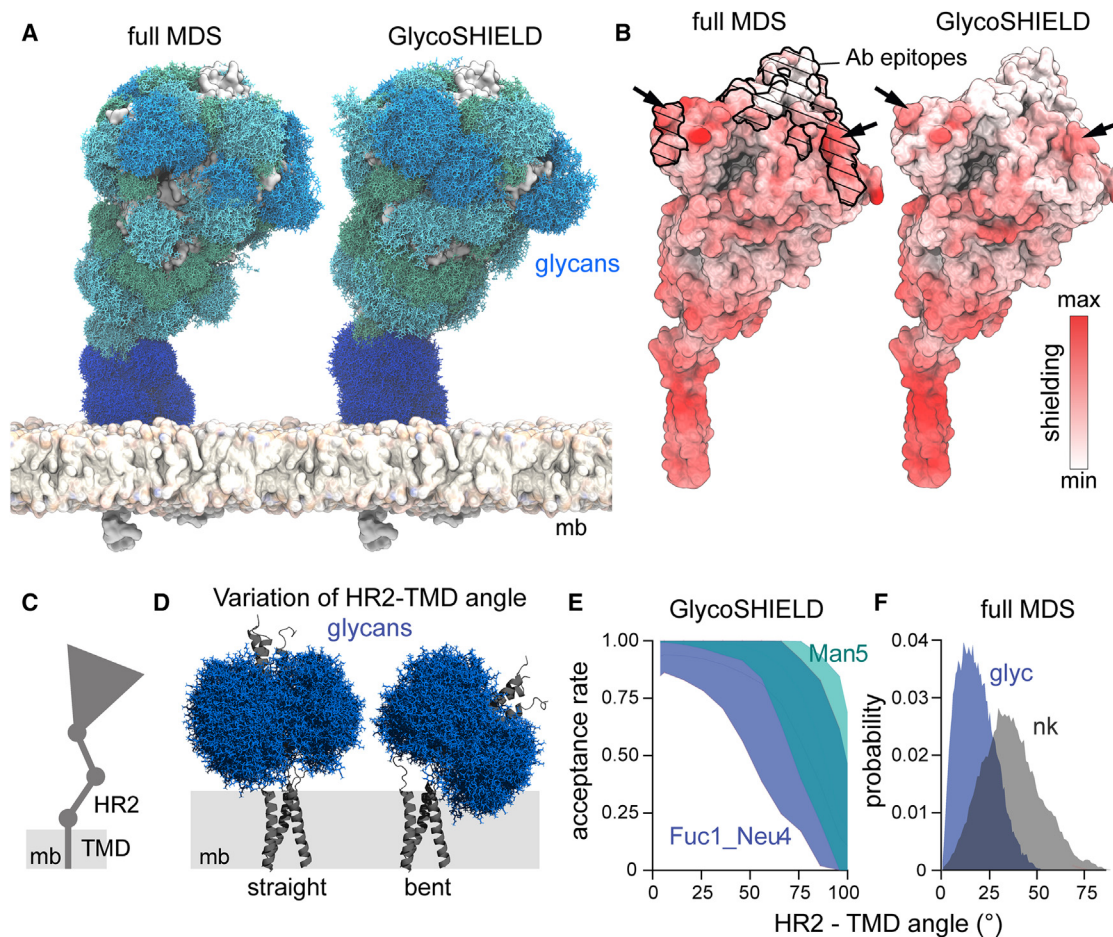 A
full MDS
GlycoSHIELD
glycans
mb
B
full MDS
GlycoSHIELD
Ab epitopes
max
shielding
min
C
HR2
mb
TMD
D
Variation of HR2-TMD angle
glycans
mb
straight
bent
E
GlycoSHIELD
acceptance rate
1.00
0.75
0.50
0.25
0
Man5
Fuc1_Neu4
0
25
50
75
100
F
full MDS
probability
0.04
0.03
0.02
0.01
0
glyc
nk
0
25
50
75
HR2 - TMD angle (°)